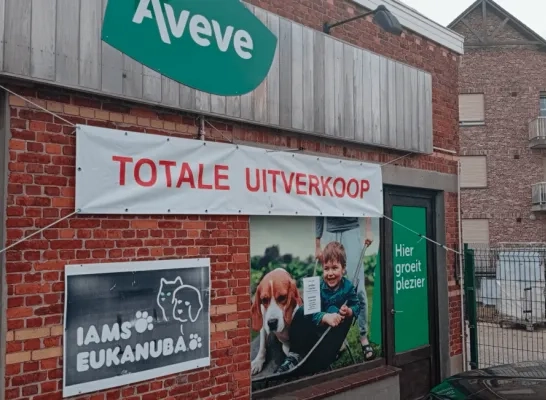 Aveve
TOTALE UITVERKOOP
Hier
groeit
plezier
IAMS
EUKANUBA